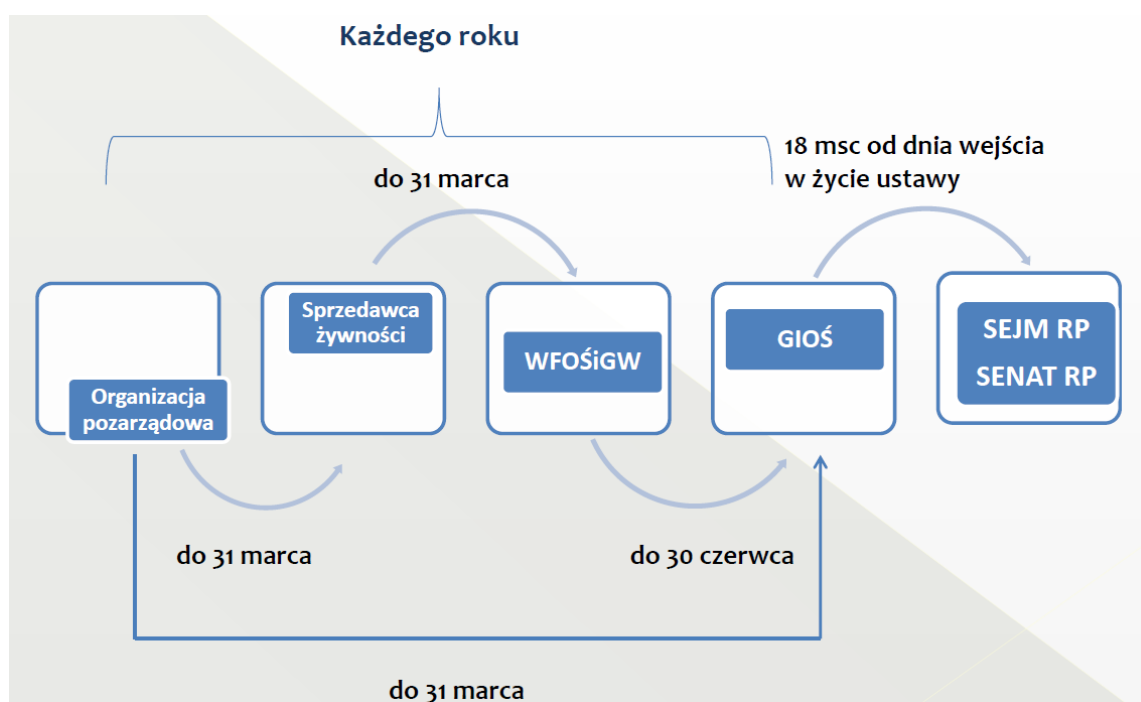 Każdego roku
18 msc od dnia wejścia
w życie ustawy
do 31 marca
Sprzedawca
żywności
WFOŚiGW
GIOŚ
SEJM RP
SENAT RP
Organizacja
pozarządowa
do 31 marca
do 30 czerwca
do 31 marca